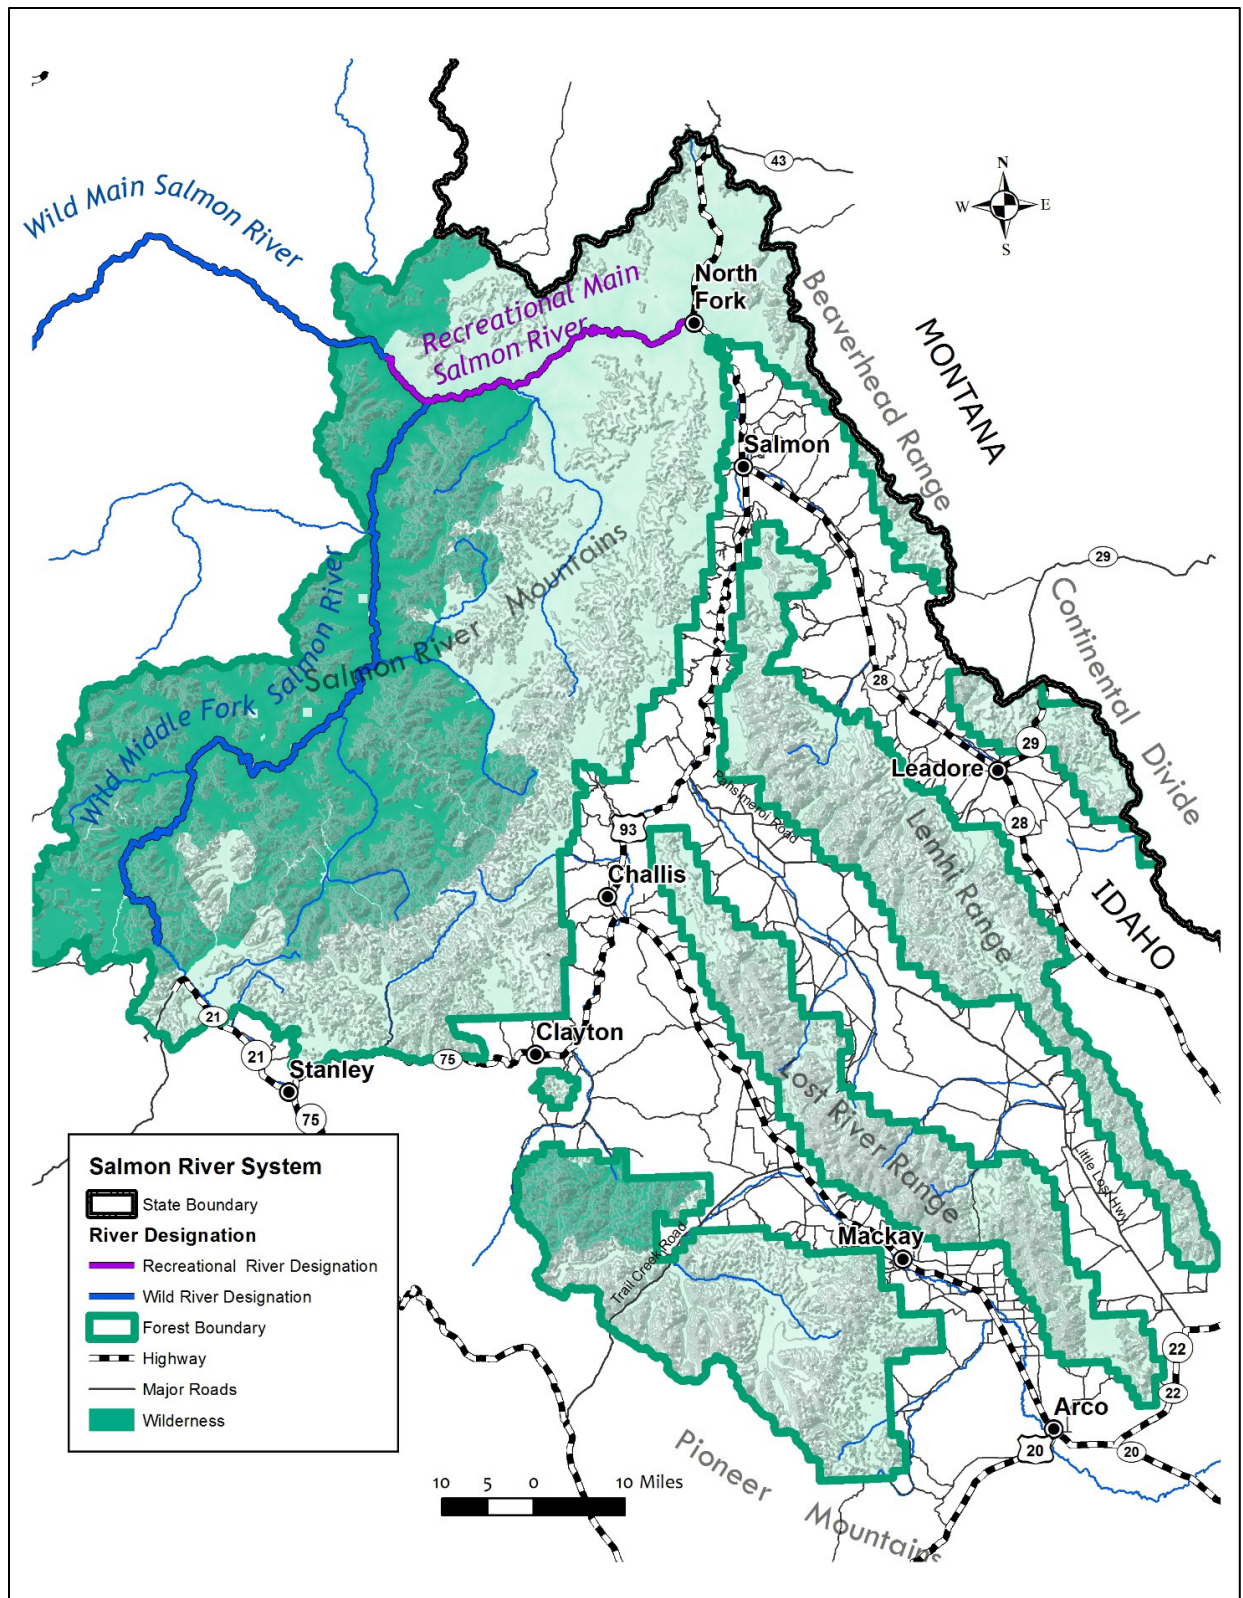 43
N
W E
S
Wild Main Salmon River
North
Fork
Recreational Main
Salmon River
Beaverhead Range
MONTANA
Salmon
29
Continental Divide
Salmon River Mountains
Wild Middle Fork Salmon River
28
29
Leadore
28
Pahsimeroi Road
93
Lemhi Range
Challis
IDAHO
21
21
75
Clayton
Stanley
75
Lost River Range
Little Lost Hwy
Mackay
Trail Creek Road
22
22
Arco
20
20
Pioneer Mountains
Salmon River System
State Boundary
River Designation
Recreational River Designation
Wild River Designation
Forest Boundary
Highway
Major Roads
Wilderness
10 5 0 10 Miles